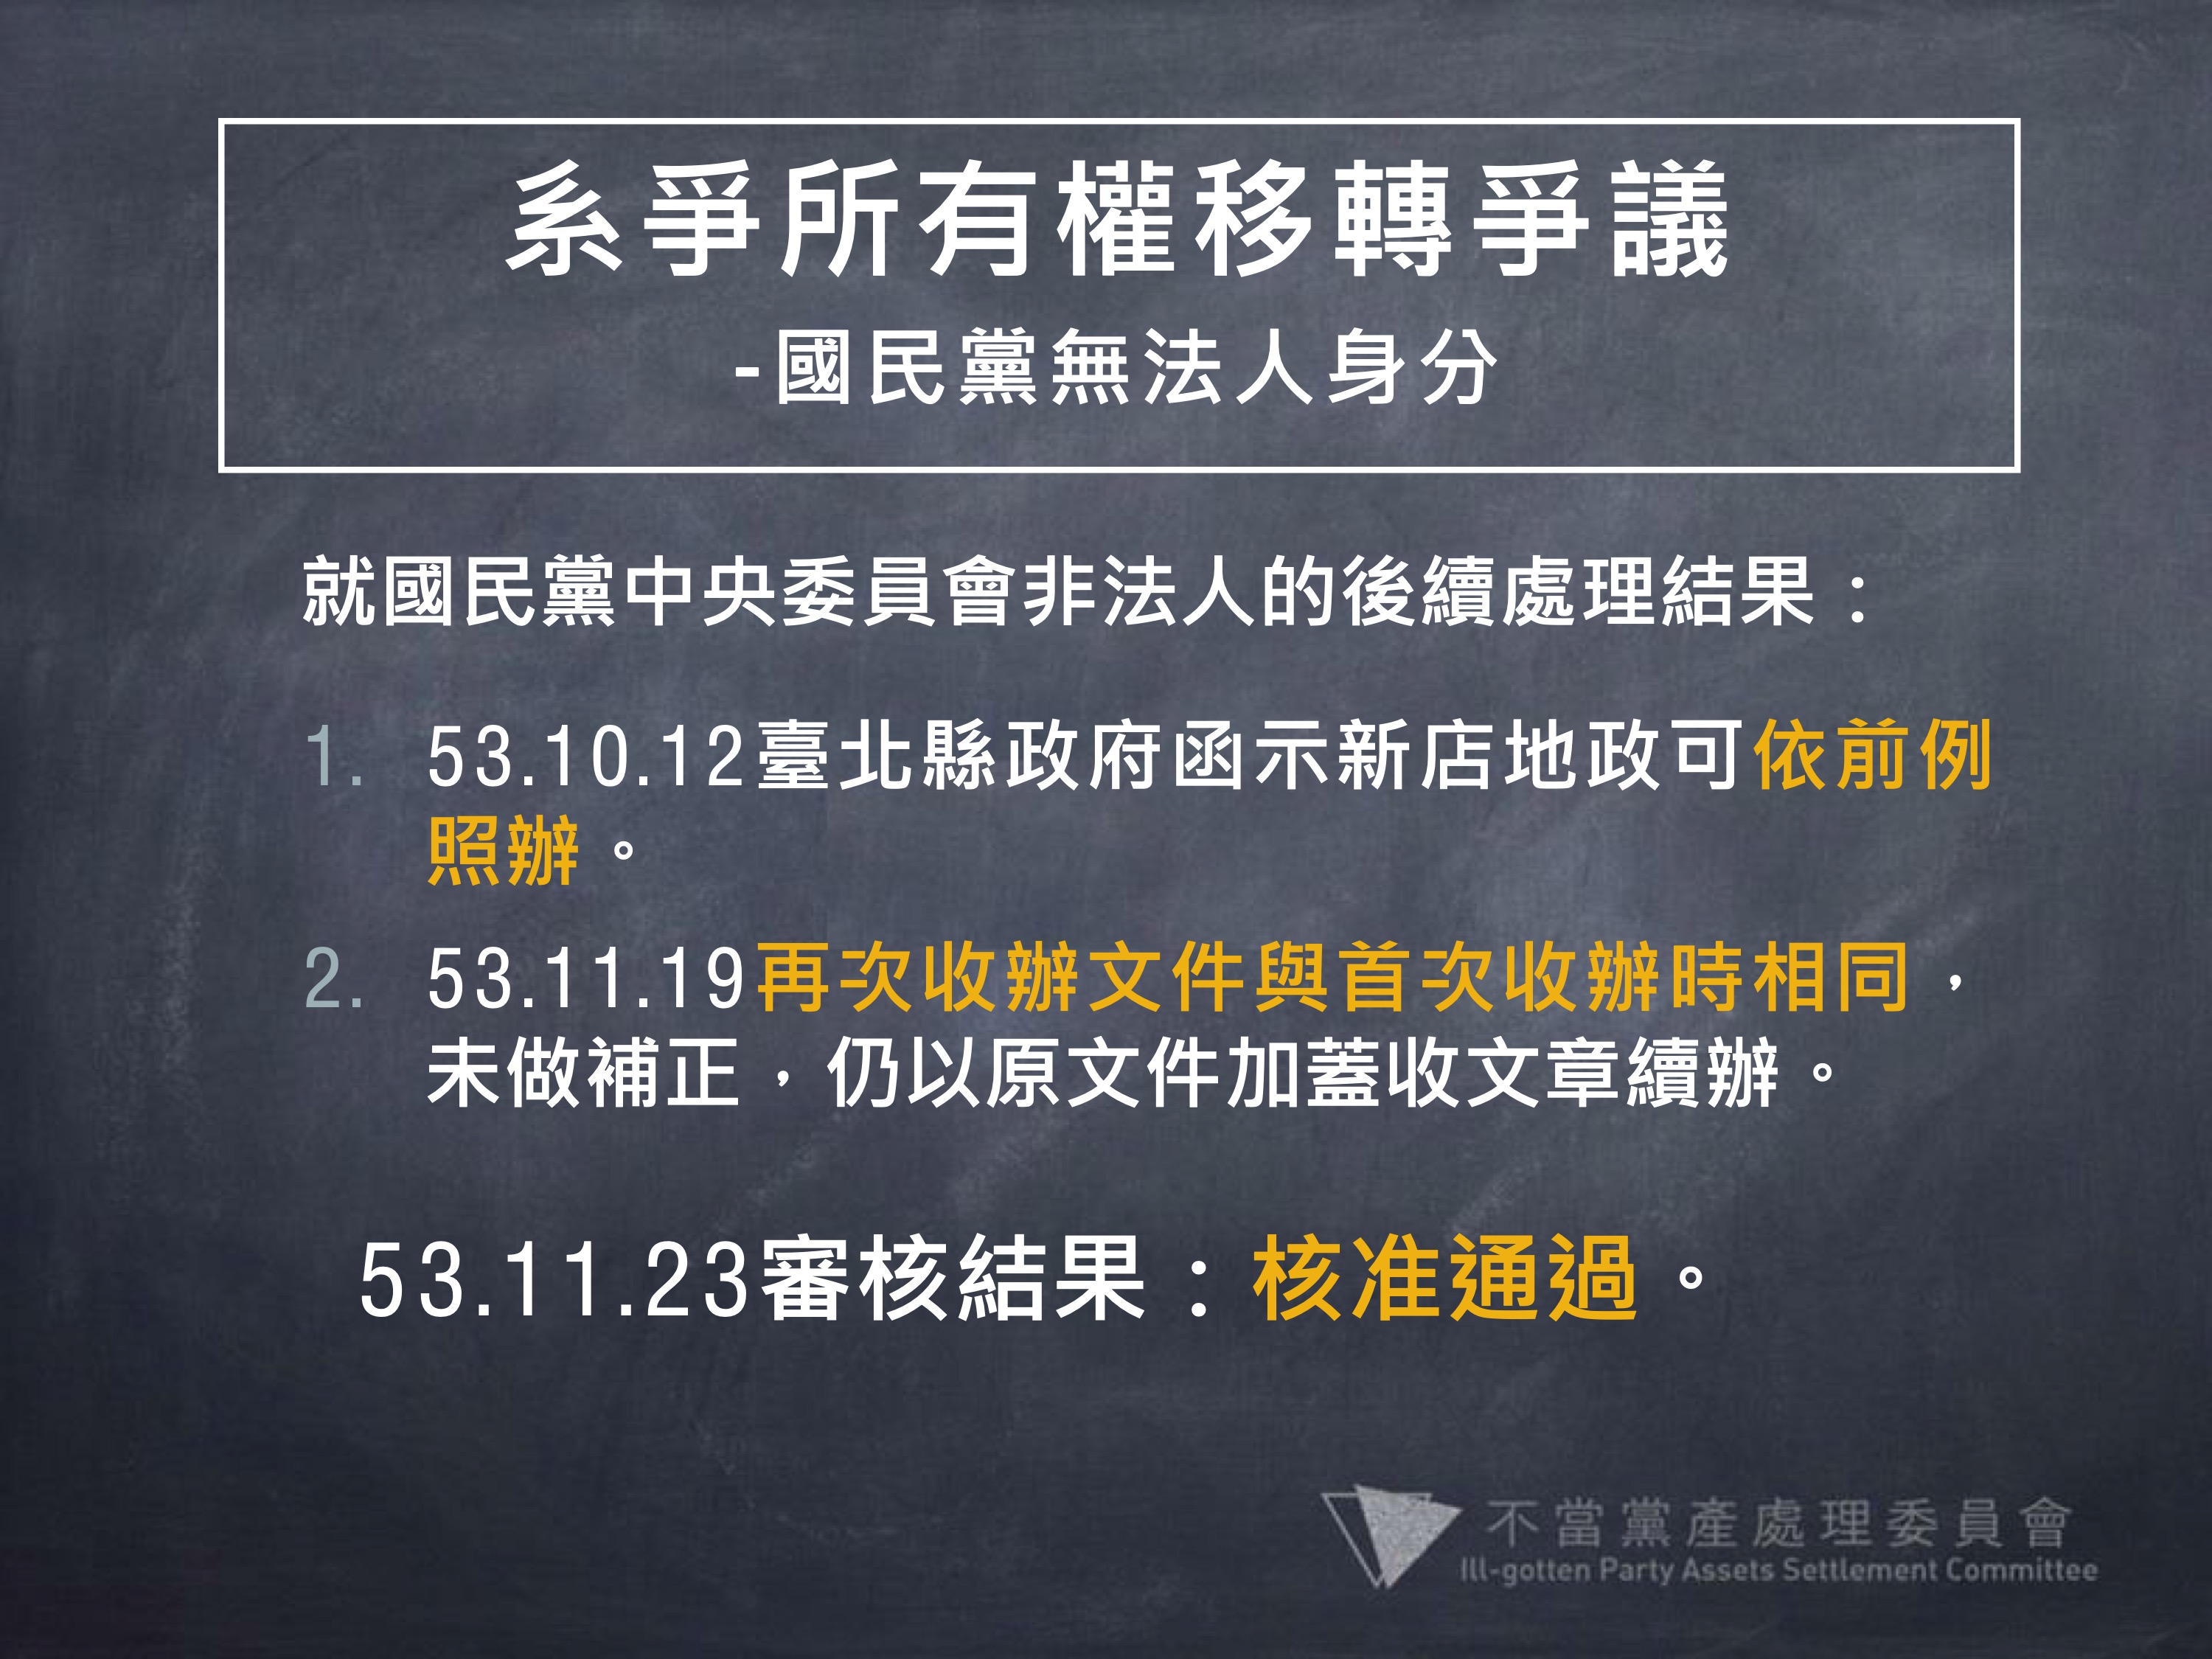 系爭所有權移轉爭議
-國民黨無法人身分
就國民黨中央委員會非法人的後續處理結果：
1. 53.10.12臺北縣政府函示新店地政可依前例
照辦。
2. 53.11.19再次收辦文件與首次收辦時相同，
未做補正，仍以原文件加蓋收文章續辦。
53.11.23審核結果：核准通過。
不當黨產處理委員會
Ill-gotten Party Assets Settlement Committee